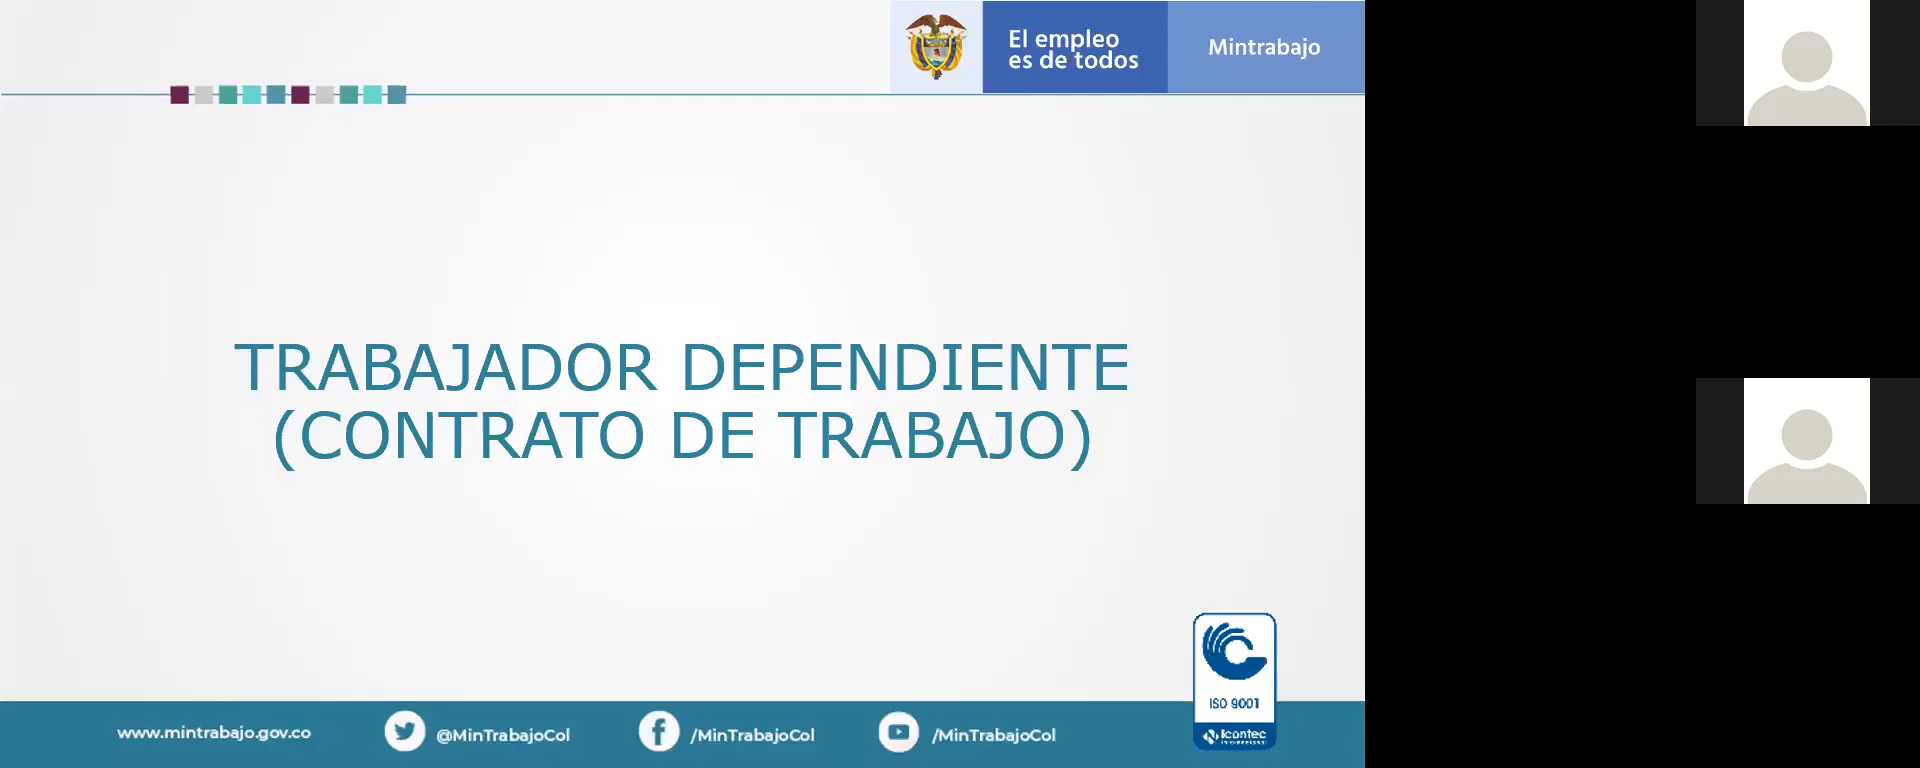 El empleo
es de todos
Mintrabajo
TRABAJADOR DEPENDIENTE
(CONTRATO DE TRABAJO)
ISO 9001
icontec
www.mintrabajo.gov.co
@MinTrabajoCol
/MinTrabajoCol
/MinTrabajoCol